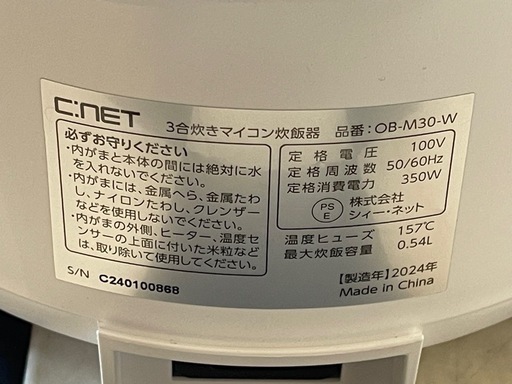 C:NET
3合炊きマイコン炊飯器 品番：OB-M30-W
必ずお守りください
・内がまと本体の間には絶対に水
を入れないでください。
・内がまには、金属へら、金属たわ
し、ナイロンたわし、クレンザー
などを使用しないでください。
・内がまの外側、ヒーター、温度セ
ンサーの上面に付いた米粒など
は、取り除いて使用してください。
S/N C240100868
定格電圧 100V
定格周波数 50/60Hz
定格消費電力 350W
PS
E
株式会社
シィー・ネット
温度ヒューズ 157℃
最大炊飯容量 0.54L
【製造年】2024年
Made in China